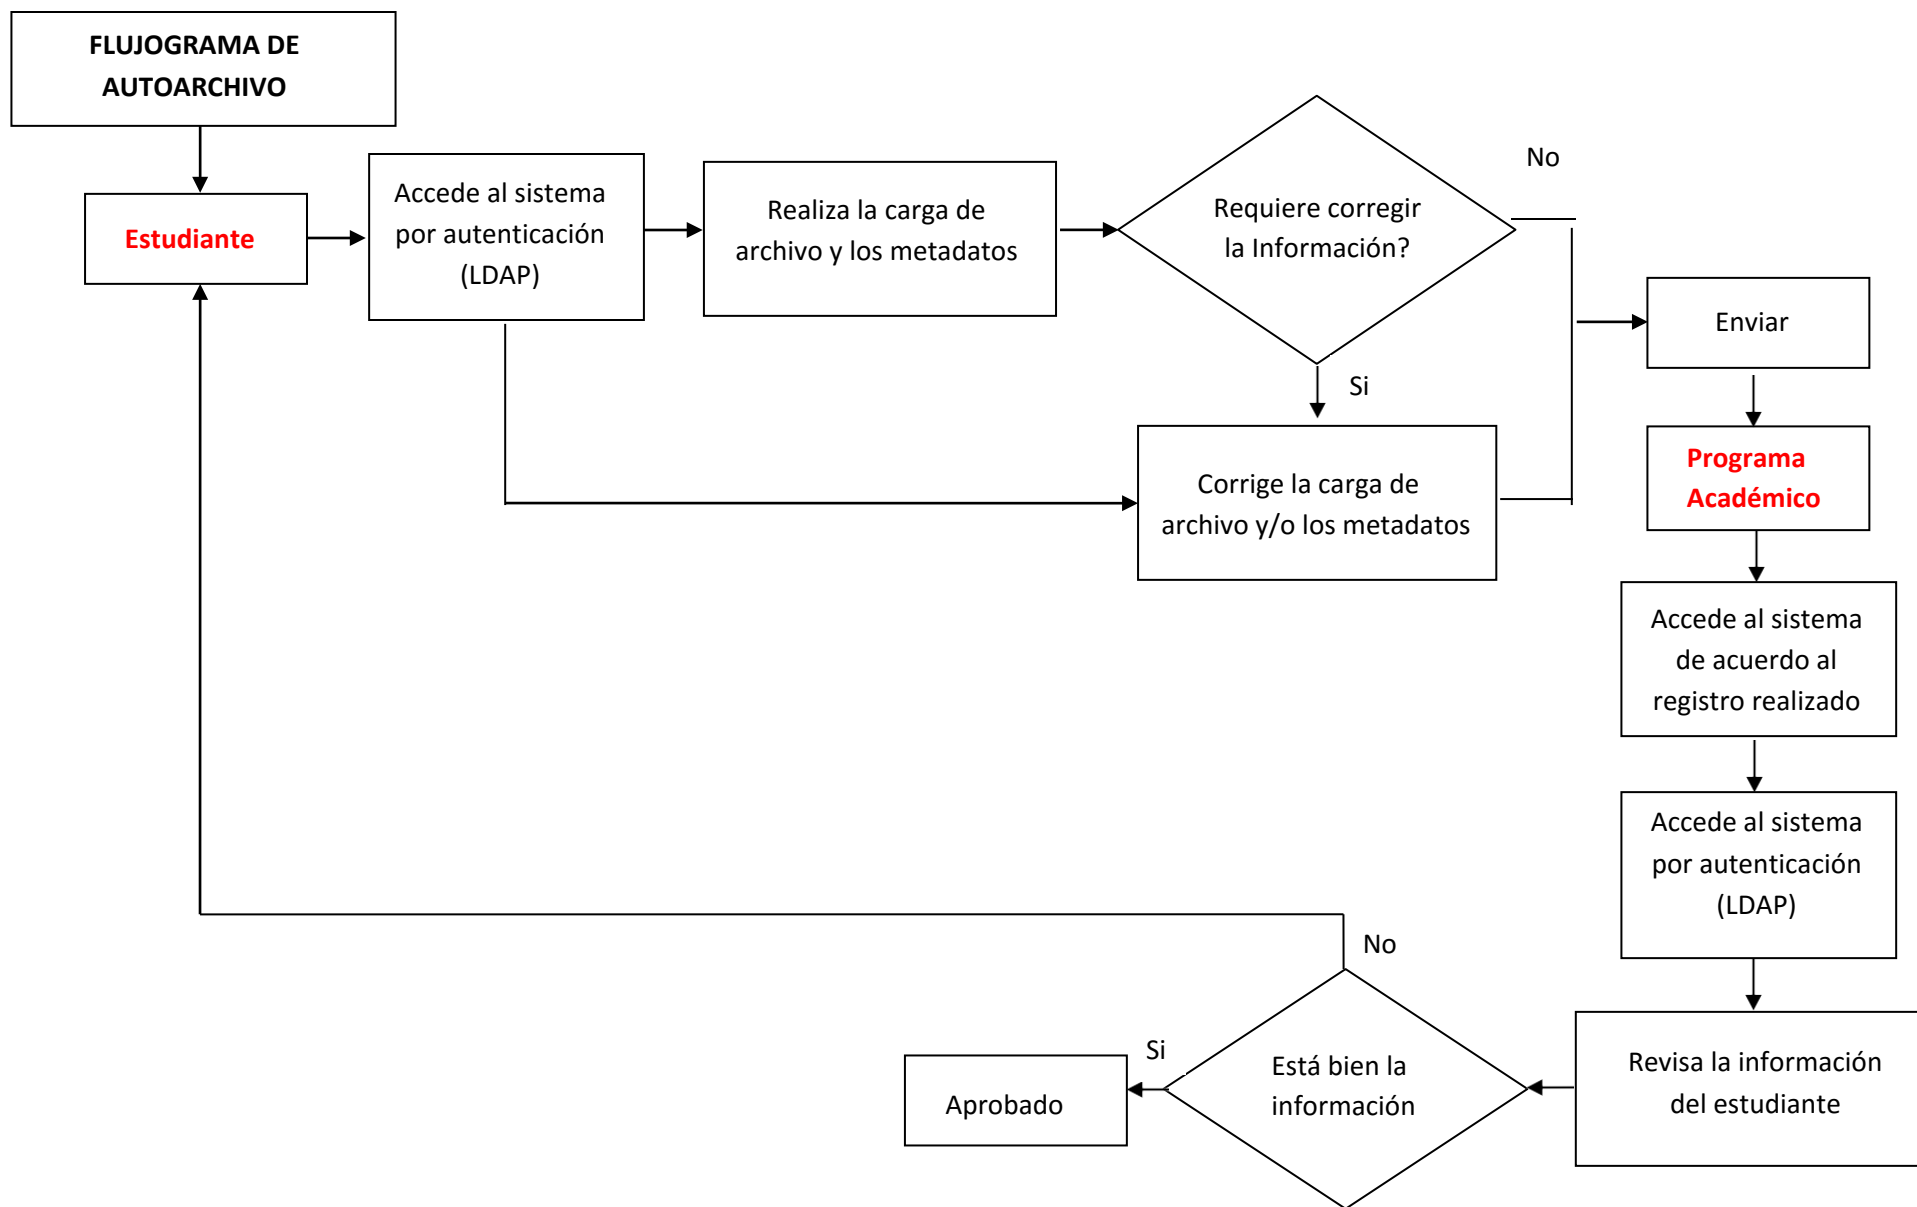 FLUJOGRAMA DE
AUTOARCHIVO
Estudiante
Accede al sistema
por autenticación
(LDAP)
Realiza la carga de
archivo y los metadatos
Requiere corregir
la Información?
No
Si
Corrige la carga de
archivo y/o los metadatos
Enviar
Programa
Académico
Accede al sistema
de acuerdo al
registro realizado
Accede al sistema
por autenticación
(LDAP)
Revisa la información
del estudiante
Está bien la
información
No
Si
Aprobado